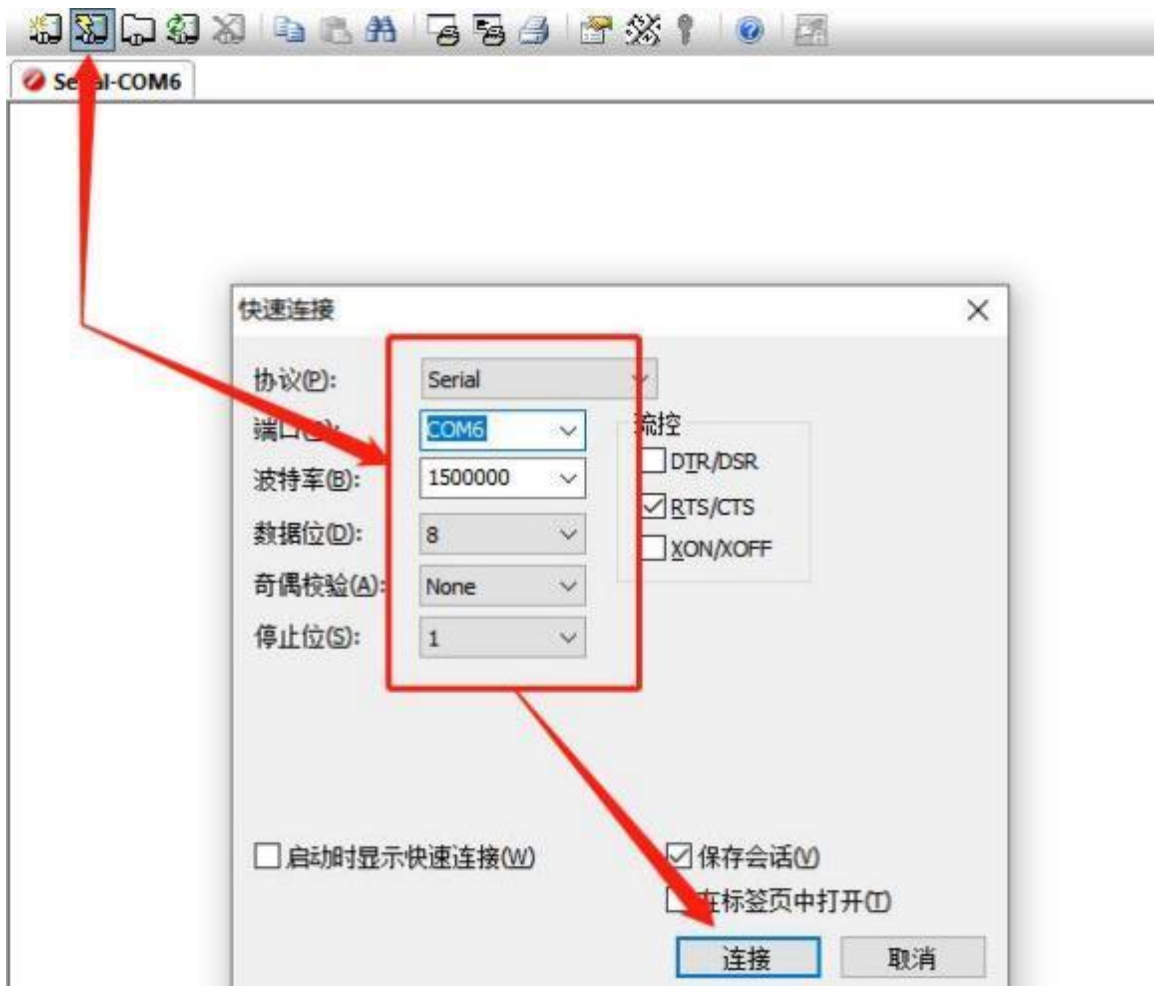 Serial-COM6
快速连接
协议(P):
Serial
端口
COM6
流控
DTR/DSR
波特率(B):
1500000
RTS/CTS
数据位(D):
8
XON/XOFF
奇偶校验(A):
None
停止位(S):
1
启动时显示快速连接(W)
保存会话(V)
在标签页中打开(T)
连接
取消